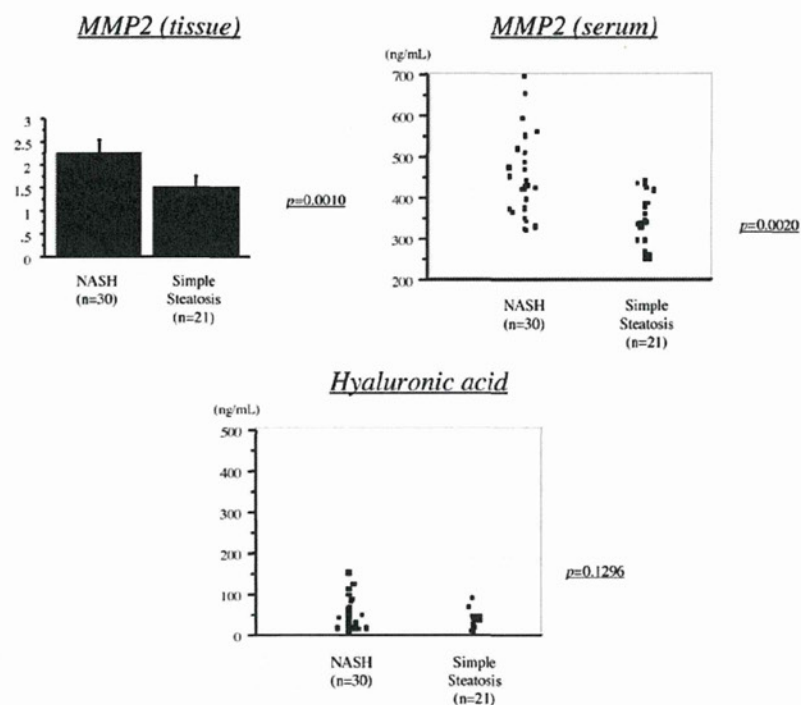 MMP2 (tissue)
3
2.5
2
1.5
1
.5
0
NASH
(n=30)
Simple
Steatosis
(n=21)
p=0.0010
MMP2 (serum)
(ng/mL)
700
600
500
400
300
200
NASH
(n=30)
Simple
Steatosis
(n=21)
p=0.0020
Hyaluronic acid
(ng/mL)
500
400
300
200
100
0
NASH
(n=30)
Simple
Steatosis
(n=21)
p=0.1296